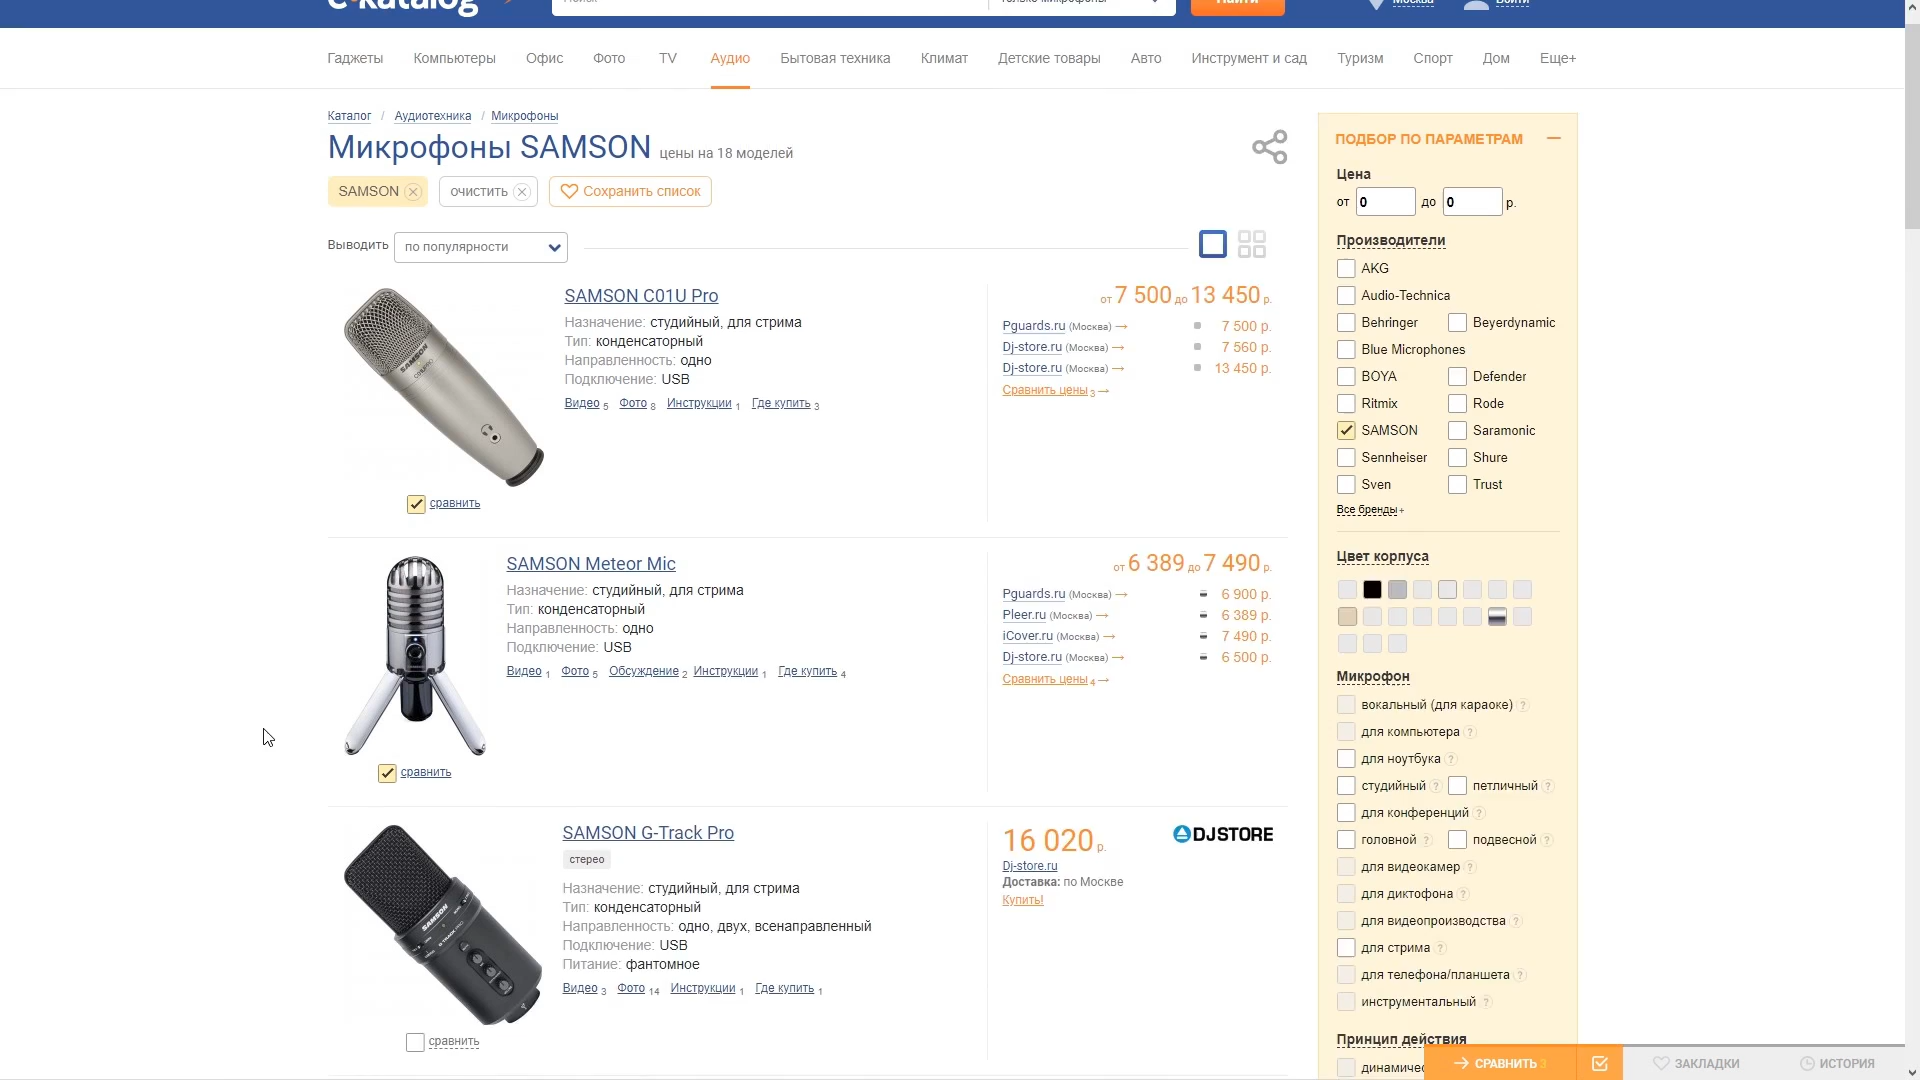 e-каталог
Поиск
только микрофоны
Найти
Москва
Войти
Гаджеты Компьютеры Офис Фото TV Аудио Бытовая техника Климат Детские товары Авто Инструмент и сад Туризм Спорт Дом Еще+
Каталог / Аудиотехника / Микрофоны
Микрофоны SAMSON цены на 18 моделей
SAMSON очистить Сохранить список
Выводить по популярности
SAMSON C01U Pro
Назначение: студийный, для стрима
Тип: конденсаторный
Направленность: одно
Подключение: USB
Видео 5 Фото 8 Инструкции 1 Где купить 3
сравнить
от 7 500 до 13 450 р.
Pguards.ru (Москва) → 7 500 р.
Dj-store.ru (Москва) → 7 560 р.
Dj-store.ru (Москва) → 13 450 р.
Сравнить цены 3 →
SAMSON Meteor Mic
Назначение: студийный, для стрима
Тип: конденсаторный
Направленность: одно
Подключение: USB
Видео 1 Фото 5 Обсуждение 2 Инструкции 1 Где купить 4
сравнить
от 6 389 до 7 490 р.
Pguards.ru (Москва) → 6 900 р.
Pleer.ru (Москва) → 6 389 р.
iCover.ru (Москва) → 7 490 р.
Dj-store.ru (Москва) → 6 500 р.
Сравнить цены 4 →
SAMSON G-Track Pro
стерео
Назначение: студийный, для стрима
Тип: конденсаторный
Направленность: одно, двух, всенаправленный
Подключение: USB
Питание: фантомное
Видео 3 Фото 14 Инструкции 1 Где купить 1
сравнить
16 020 р.
DJSTORE
Dj-store.ru
Доставка: по Москве
Купить!
ПОДБОР ПО ПАРАМЕТРАМ
Цена
от 0 до 0 р.
Производители
AKG
Audio-Technica
Behringer Beyerdynamic
Blue Microphones
BOYA Defender
Ritmix Rode
SAMSON Saramonic
Sennheiser Shure
Sven Trust
Все бренды +
Цвет корпуса
Микрофон
вокальный (для караоке) ?
для компьютера ?
для ноутбука ?
студийный ? петличный ?
для конференций ?
головной ? подвесной ?
для видеокамер ?
для диктофона ?
для видеопроизводства ?
для стрима ?
для телефона/планшета ?
инструментальный ?
Принцип действия
динамичес
СРАВНИТЬ 3
ЗАКЛАДКИ
ИСТОРИЯ